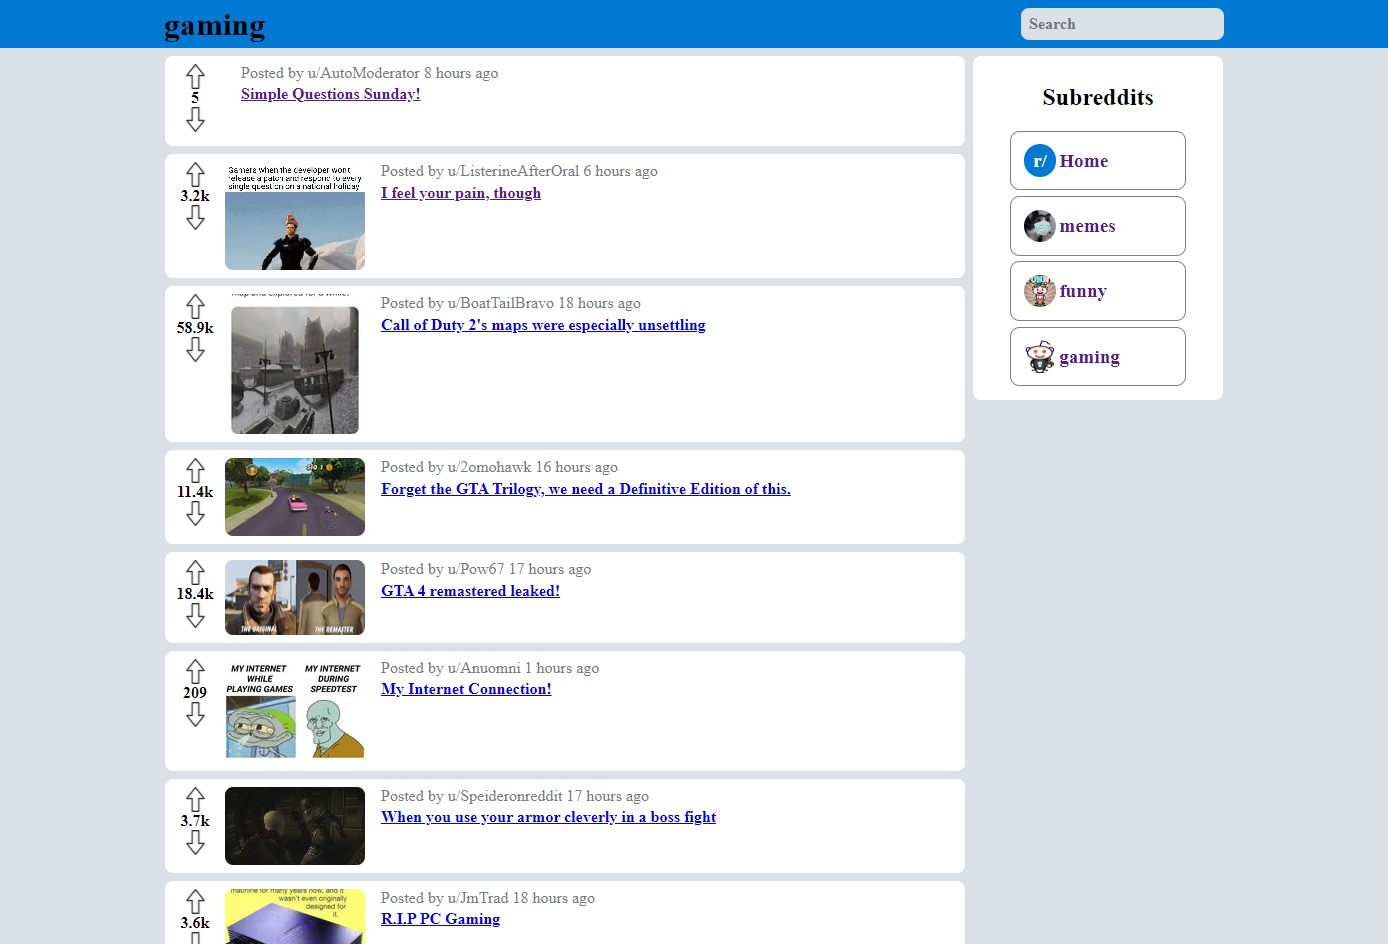 gaming
Search
Posted by u/AutoModerator 8 hours ago
5
Simple Questions Sunday!
Gamers when the developer won't
release a patch and respond to every
single question on a national holiday
3.2k
Posted by u/ListerineAfterOral 6 hours ago
I feel your pain, though
58.9k
map and explored for a while.
Posted by u/BoatTailBravo 18 hours ago
Call of Duty 2's maps were especially unsettling
11.4k
Posted by u/2omohawk 16 hours ago
Forget the GTA Trilogy, we need a Definitive Edition of this.
18.4k
THE ORIGINAL
THE REMASTER
Posted by u/Pow67 17 hours ago
GTA 4 remastered leaked!
209
MY INTERNET
WHILE
PLAYING GAMES
MY INTERNET
DURING
SPEEDTEST
Posted by u/Anuomni 1 hours ago
My Internet Connection!
3.7k
Posted by u/Speideronreddit 17 hours ago
When you use your armor cleverly in a boss fight
3.6k
machine for many years now, and it
wasn't even originally
designed for
it.
Posted by u/JmTrad 18 hours ago
R.I.P PC Gaming
Subreddits
r/ Home
memes
funny
gaming